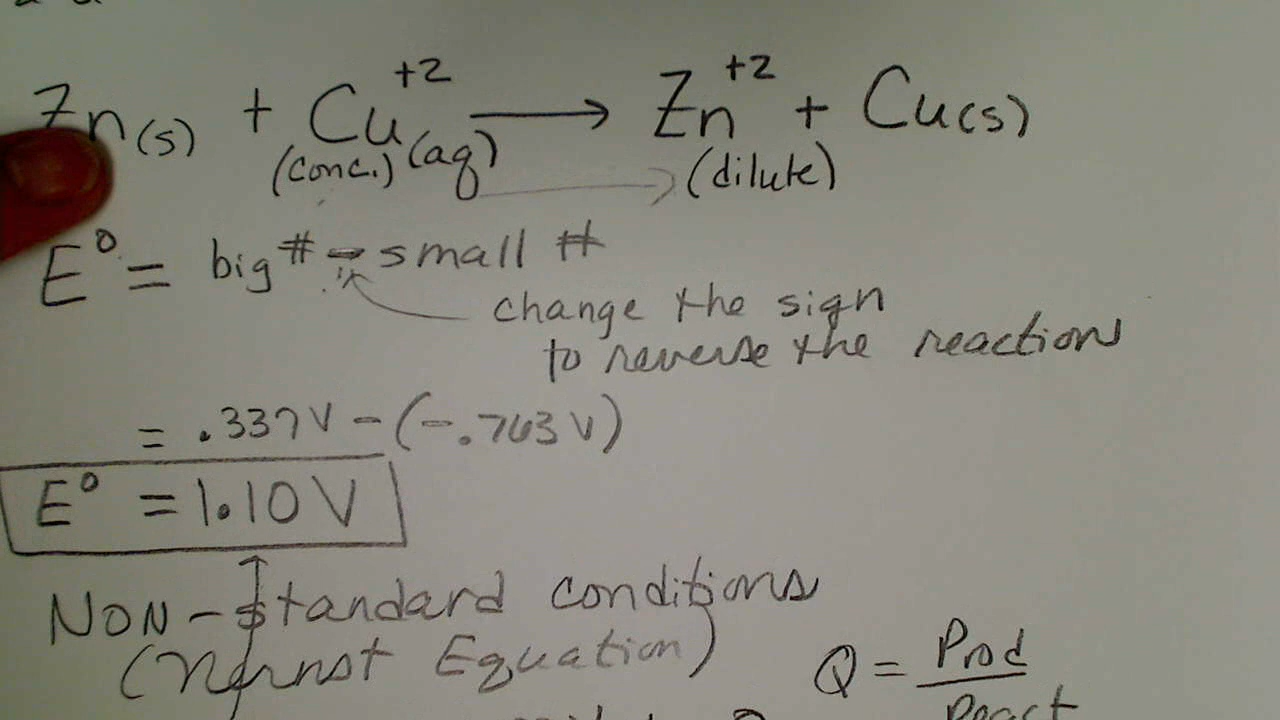 Zn(s) + Cu+2 (aq) → Zn+2 + Cu(s)
(conc.) (dilute)
E° = big # - small #
change the sign
to reverse the reaction
= .337V - (-.763V)
E° = 1.10V
NON-Standard conditions
(Nernst Equation)
Q = Prod
React